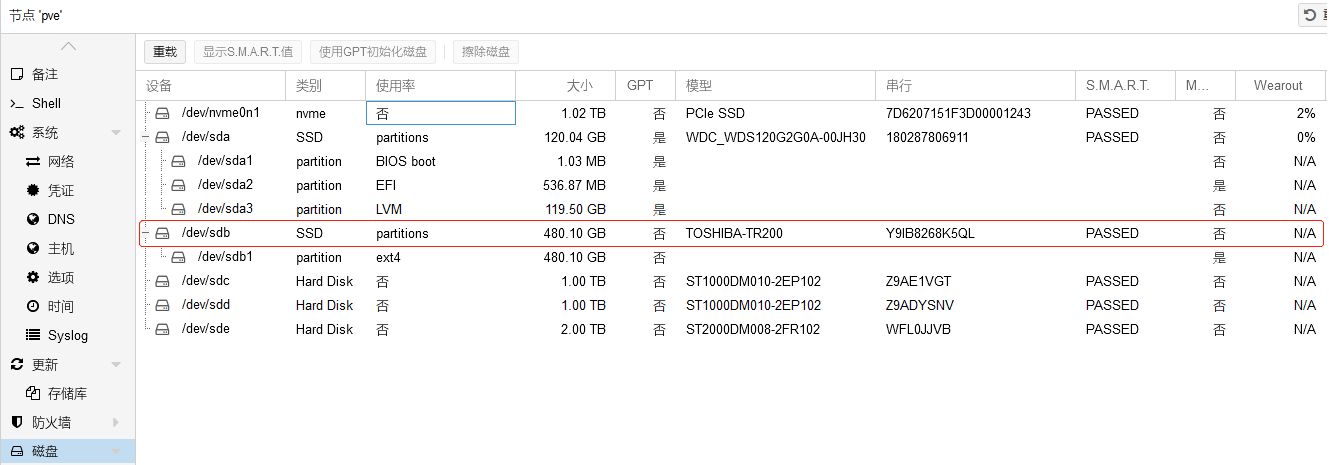 节点 'pve'
备注
Shell
系统
网络
凭证
DNS
主机
选项
时间
Syslog
更新
存储库
防火墙
磁盘
重载 显示S.M.A.R.T.值 使用GPT初始化磁盘 擦除磁盘
设备 类别 使用率 大小 GPT 模型 串行 S.M.A.R.T. M... Wearout
/dev/nvme0n1 nvme 否 1.02 TB 否 PCIe SSD 7D6207151F3D00001243 PASSED 否 2%
/dev/sda SSD partitions 120.04 GB 是 WDC_WDS120G2G0A-00JH30 180287806911 PASSED 否 0%
/dev/sda1 partition BIOS boot 1.03 MB 是 否 N/A
/dev/sda2 partition EFI 536.87 MB 是 是 N/A
/dev/sda3 partition LVM 119.50 GB 是 否 N/A
/dev/sdb SSD partitions 480.10 GB 否 TOSHIBA-TR200 Y9IB8268K5QL PASSED 否 N/A
/dev/sdb1 partition ext4 480.10 GB 否 是 N/A
/dev/sdc Hard Disk 否 1.00 TB 否 ST1000DM010-2EP102 Z9AE1VGT PASSED 否 N/A
/dev/sdd Hard Disk 否 1.00 TB 否 ST1000DM010-2EP102 Z9ADYSNV PASSED 否 N/A
/dev/sde Hard Disk 否 2.00 TB 否 ST2000DM008-2FR102 WFL0JJVB PASSED 否 N/A